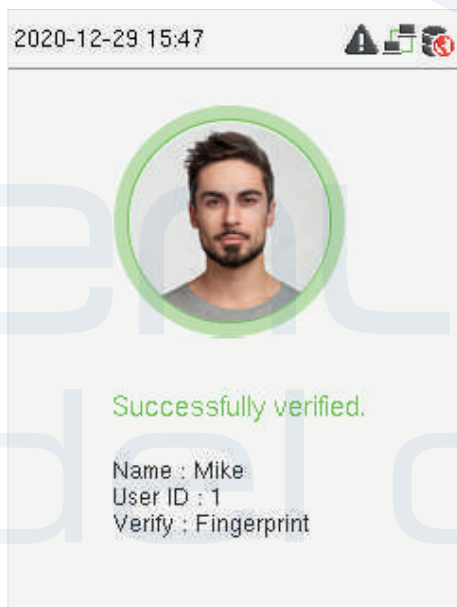 2020-12-29 15:47
Successfully verified.
Name : Mike
User ID : 1
Verify : Fingerprint